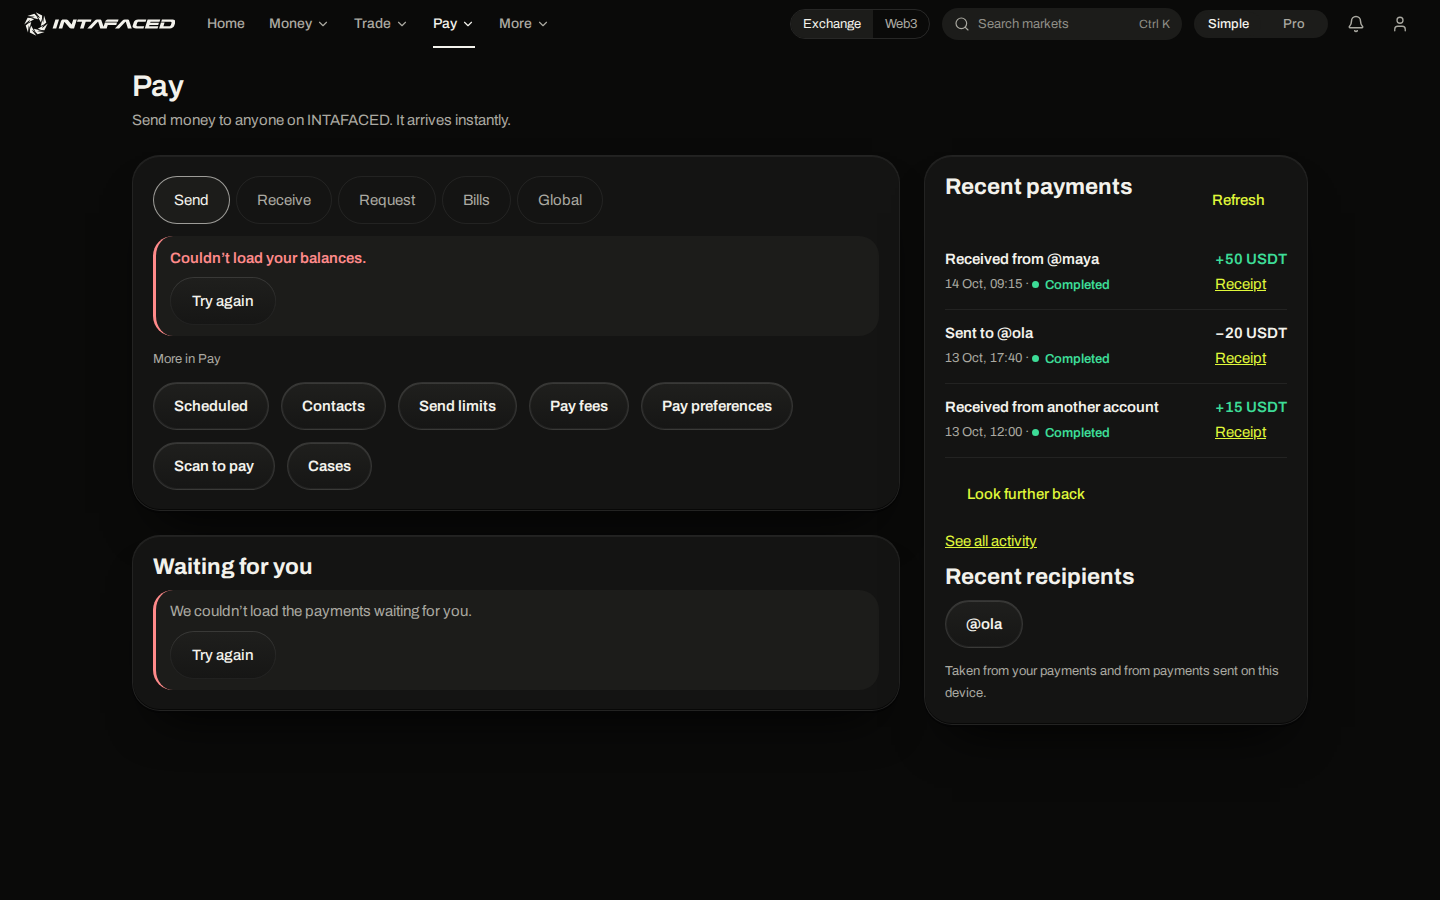 INTAFACED
Home
Money
Trade
Pay
More
Exchange
Web3
Search markets
Ctrl K
Simple
Pro
Pay
Send money to anyone on INTAFACED. It arrives instantly.
Send
Receive
Request
Bills
Global
Couldn’t load your balances.
Try again
More in Pay
Scheduled
Contacts
Send limits
Pay fees
Pay preferences
Scan to pay
Cases
Waiting for you
We couldn’t load the payments waiting for you.
Try again
Recent payments
Refresh
Received from @maya
+50 USDT
14 Oct, 09:15 · Completed
Receipt
Sent to @ola
−20 USDT
13 Oct, 17:40 · Completed
Receipt
Received from another account
+15 USDT
13 Oct, 12:00 · Completed
Receipt
Look further back
See all activity
Recent recipients
@ola
Taken from your payments and from payments sent on this
device.